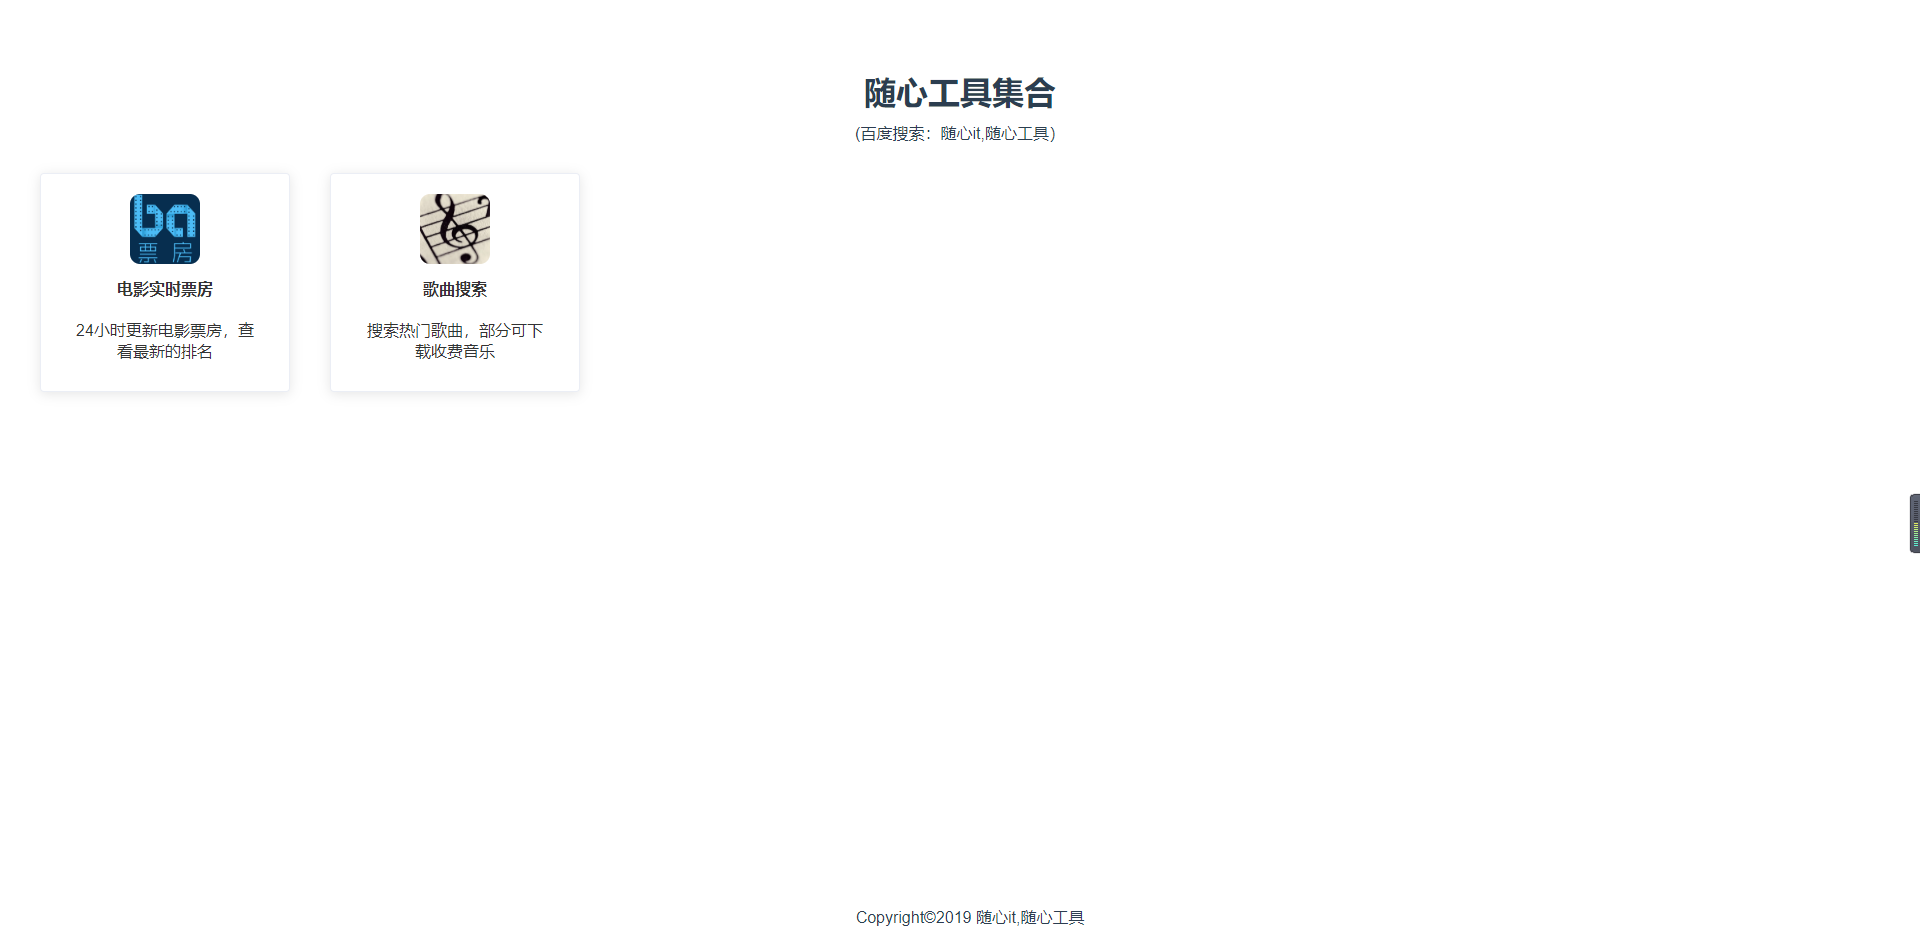 随心工具集合
(百度搜索：随心it,随心工具)
ba
票房
电影实时票房
24小时更新电影票房，查
看最新的排名
歌曲搜索
搜索热门歌曲，部分可下
载收费音乐
Copyright©2019 随心it,随心工具